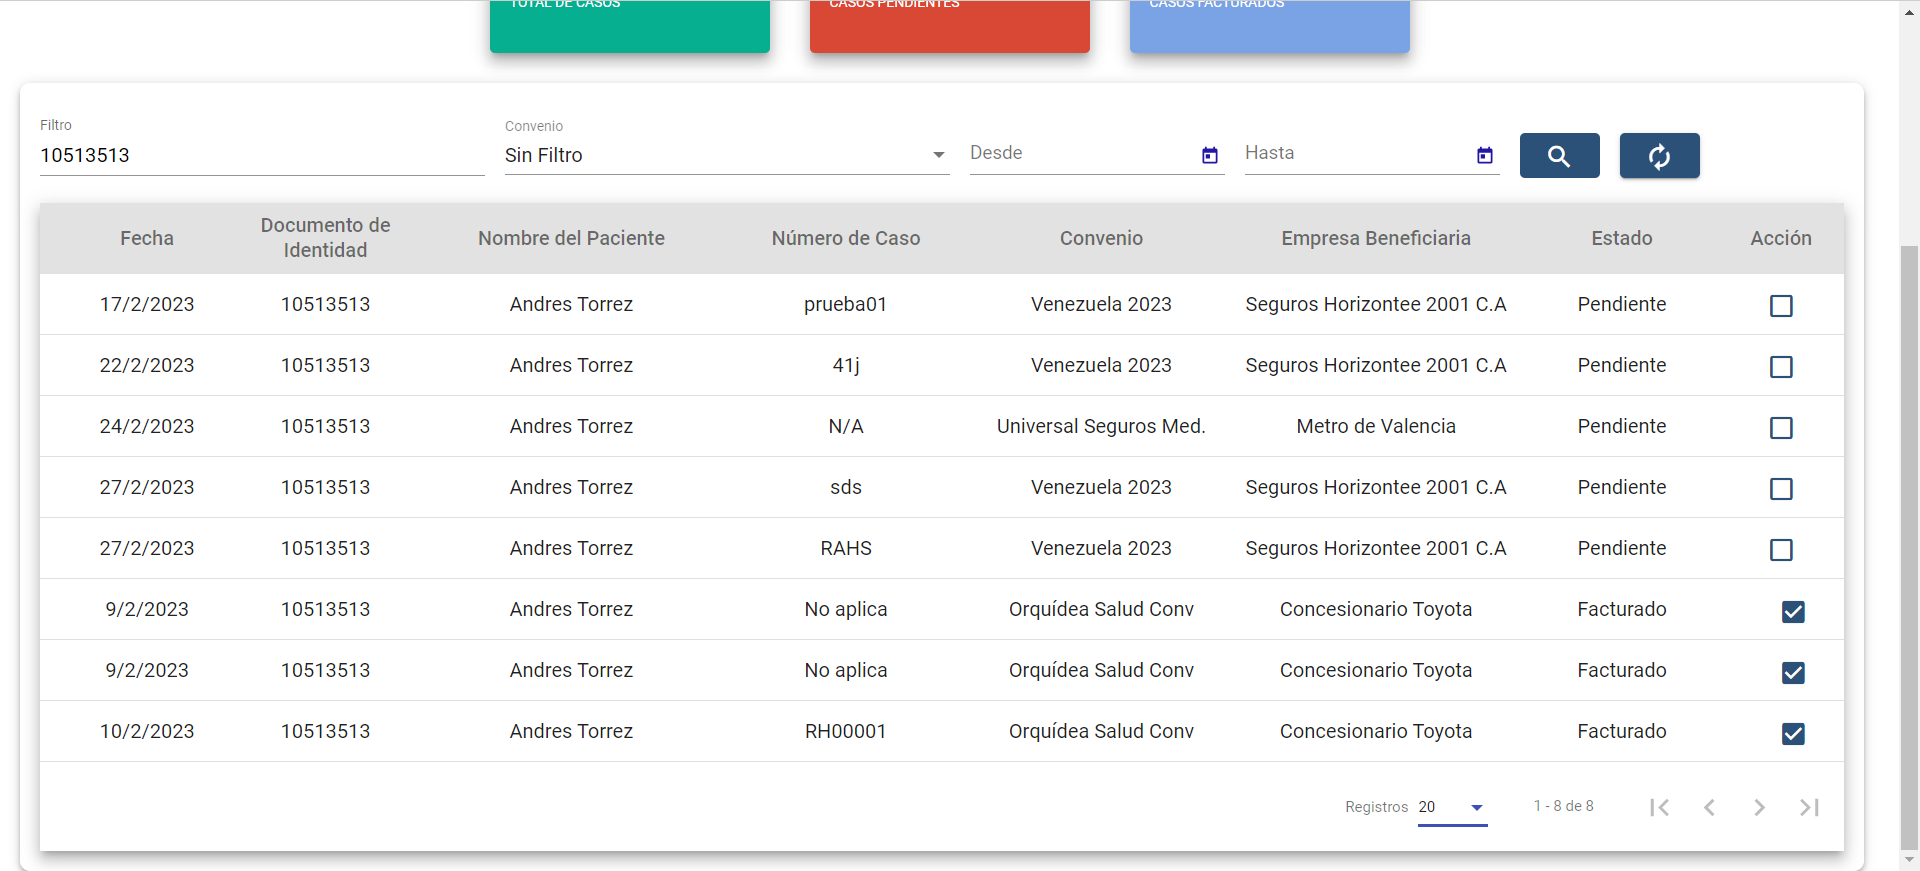 TOTAL DE CASOS
CASOS PENDIENTES
CASOS FACTURADOS
Filtro
10513513
Convenio
Sin Filtro
Desde
Hasta
Fecha
Documento de
Identidad
Nombre del Paciente
Número de Caso
Convenio
Empresa Beneficiaria
Estado
Acción
17/2/2023 10513513 Andres Torrez prueba01 Venezuela 2023 Seguros Horizontee 2001 C.A Pendiente
22/2/2023 10513513 Andres Torrez 41j Venezuela 2023 Seguros Horizontee 2001 C.A Pendiente
24/2/2023 10513513 Andres Torrez N/A Universal Seguros Med. Metro de Valencia Pendiente
27/2/2023 10513513 Andres Torrez sds Venezuela 2023 Seguros Horizontee 2001 C.A Pendiente
27/2/2023 10513513 Andres Torrez RAHS Venezuela 2023 Seguros Horizontee 2001 C.A Pendiente
9/2/2023 10513513 Andres Torrez No aplica Orquídea Salud Conv Concesionario Toyota Facturado
9/2/2023 10513513 Andres Torrez No aplica Orquídea Salud Conv Concesionario Toyota Facturado
10/2/2023 10513513 Andres Torrez RH00001 Orquídea Salud Conv Concesionario Toyota Facturado
Registros 20 1 - 8 de 8